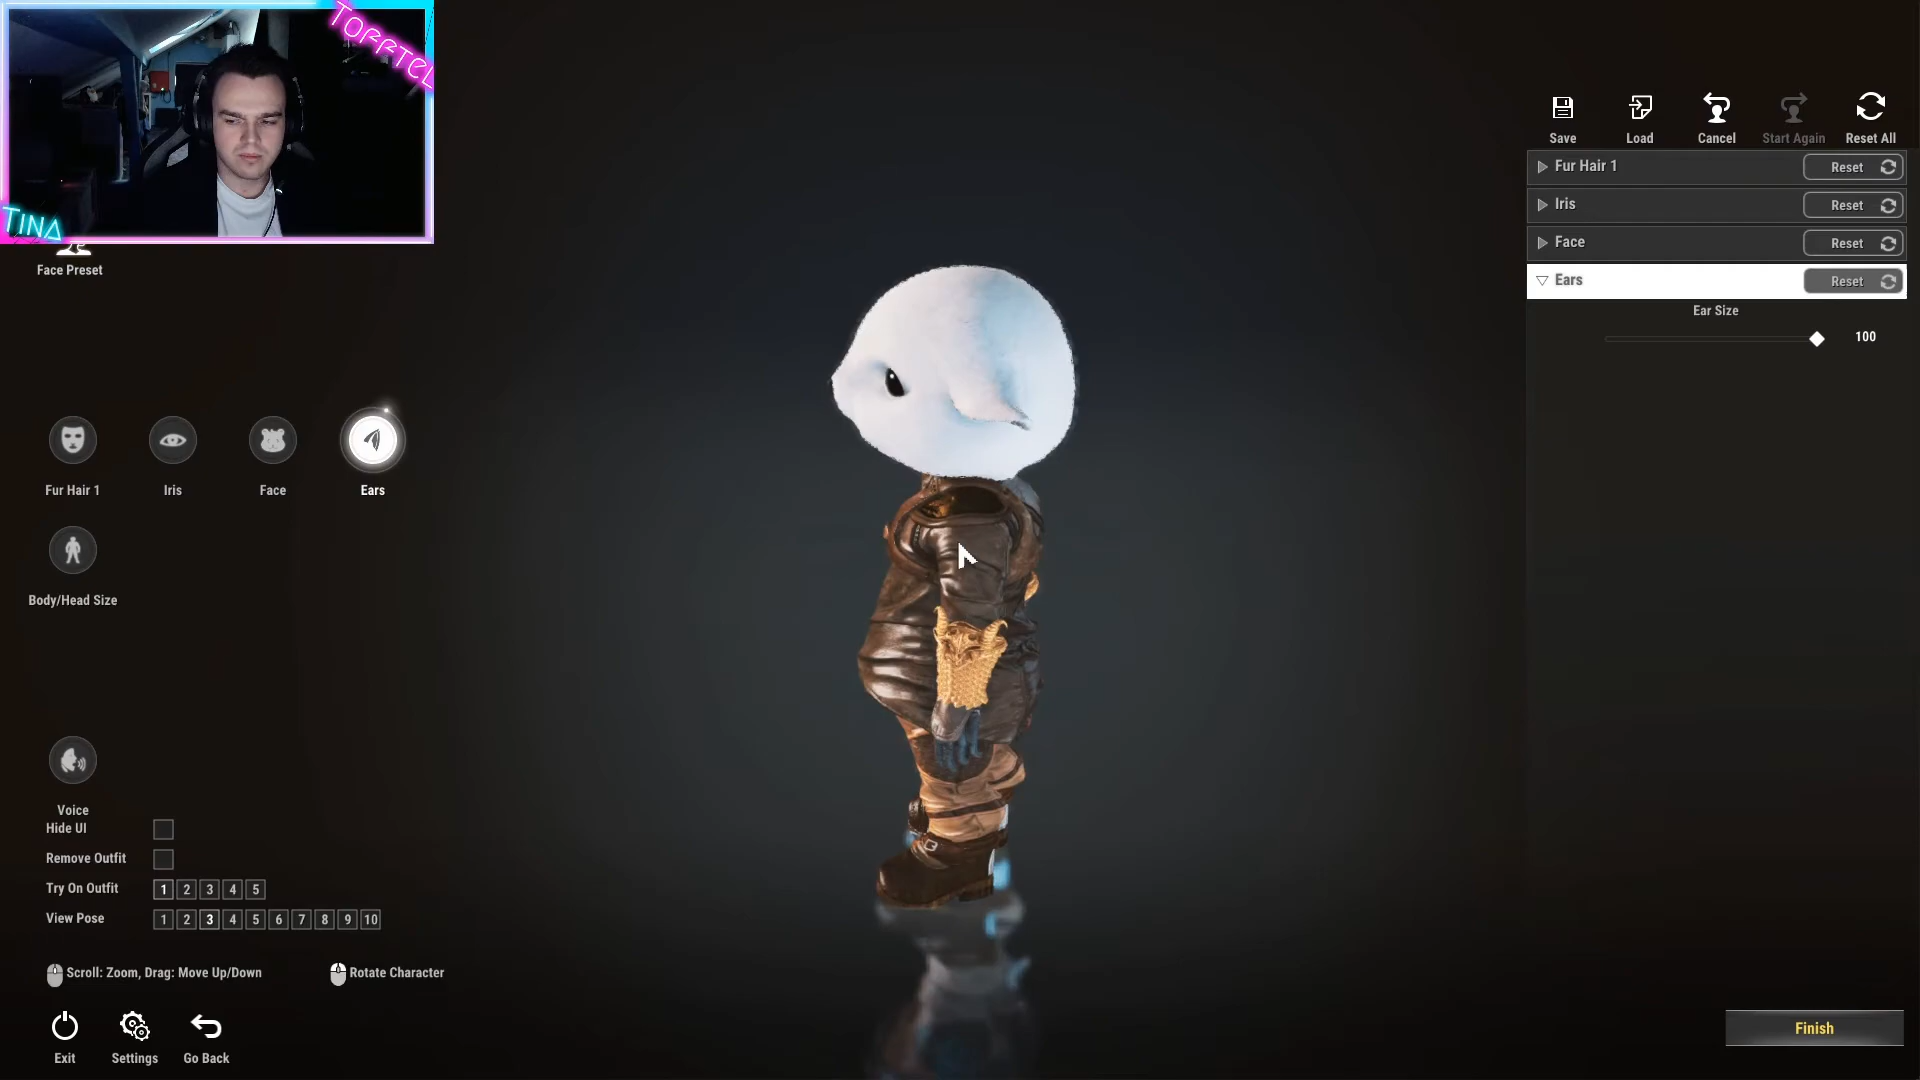 TOFFTEL
TINA
Face Preset
Save
Load
Cancel
Start Again
Reset All
Fur Hair 1
Reset
Iris
Reset
Face
Reset
Ears
Reset
Ear Size
100
Fur Hair 1
Iris
Face
Ears
Body/Head Size
Voice
Hide UI
Remove Outfit
Try On Outfit 1 2 3 4 5
View Pose 1 2 3 4 5 6 7 8 9 10
Scroll: Zoom, Drag: Move Up/Down
Rotate Character
Exit
Settings
Go Back
Finish